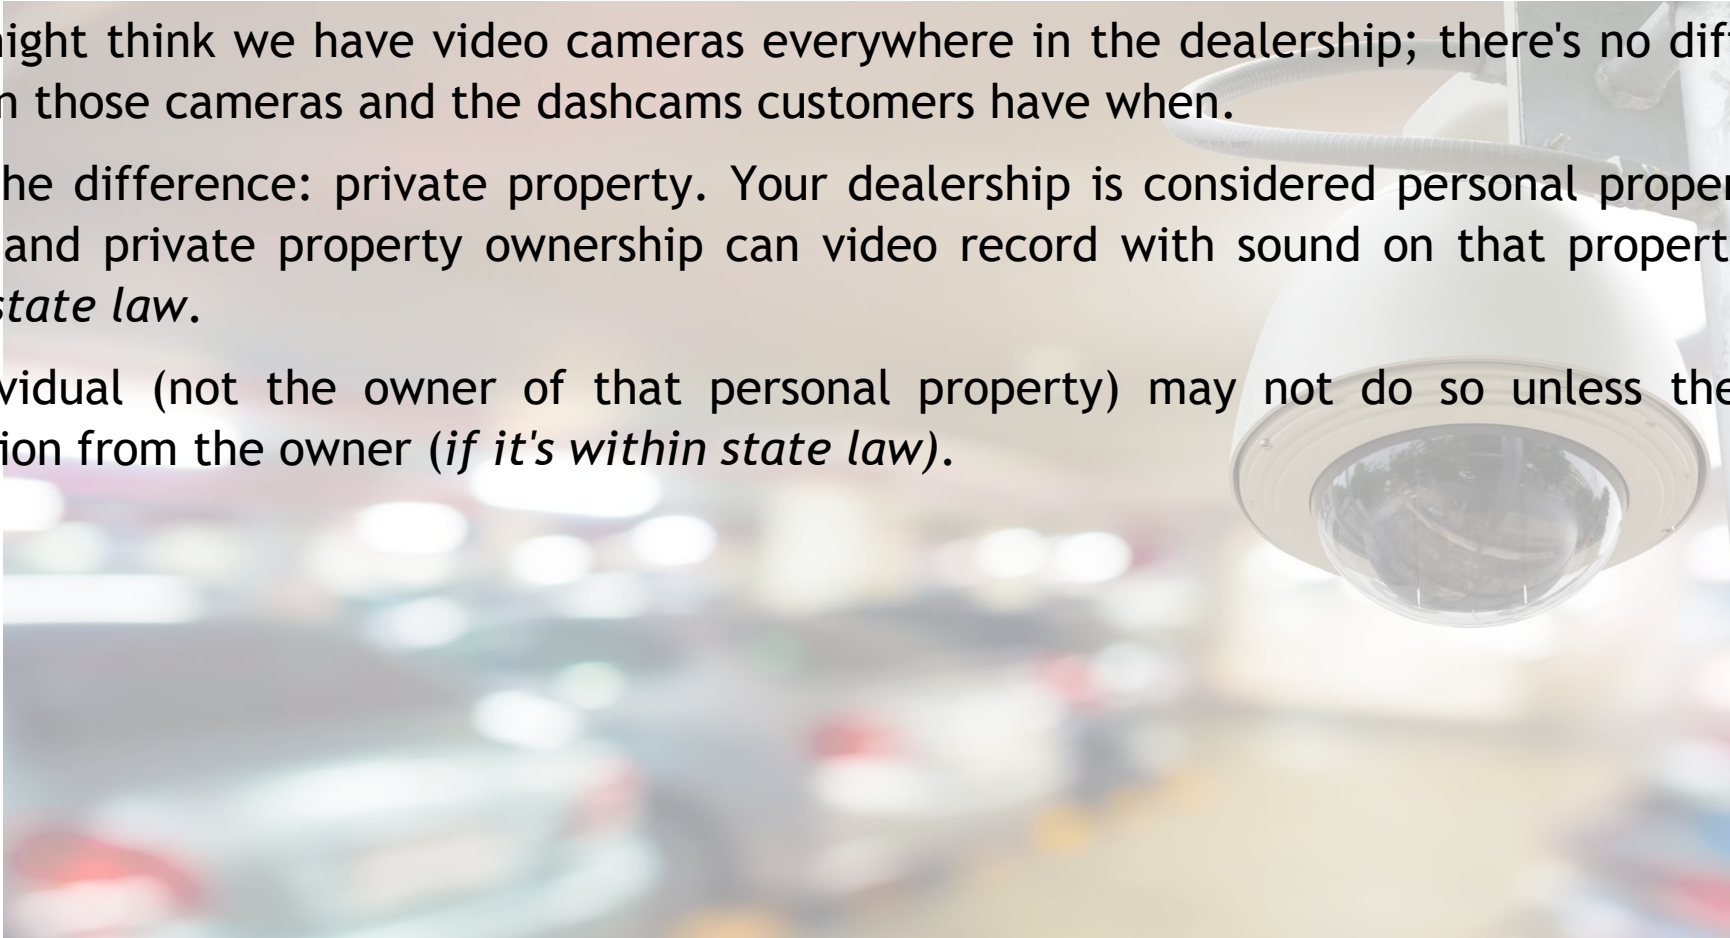 ight think we have video cameras everywhere in the dealership; there's no dif
n those cameras and the dashcams customers have when.
he difference: private property. Your dealership is considered personal proper
and private property ownership can video record with sound on that propert
state law.
vidual (not the owner of that personal property) may not do so unless the
ion from the owner (if it's within state law).